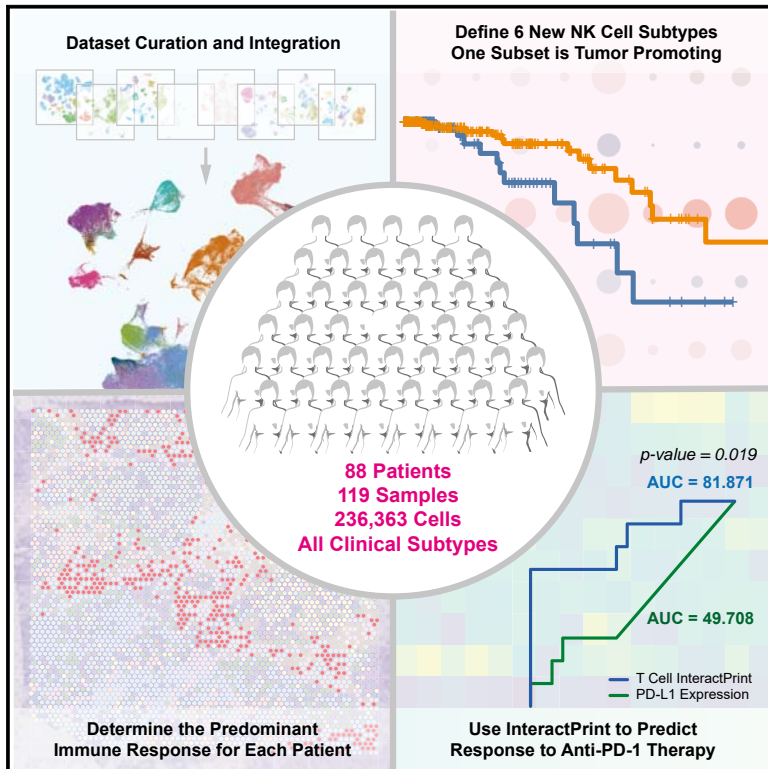 Dataset Curation and Integration
Define 6 New NK Cell Subtypes
One Subset is Tumor Promoting
88 Patients
119 Samples
236,363 Cells
All Clinical Subtypes
p-value = 0.019
AUC = 81.871
AUC = 49.708
T Cell InteractPrint
PD-L1 Expression
Determine the Predominant
Immune Response for Each Patient
Use InteractPrint to Predict
Response to Anti-PD-1 Therapy